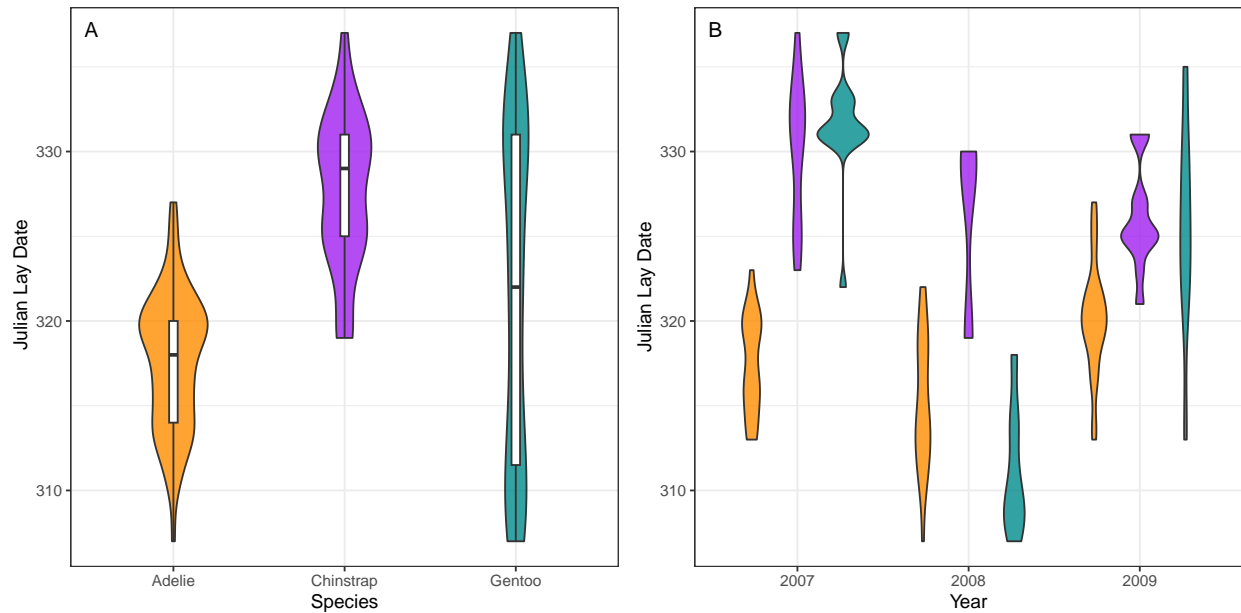 A
B
Julian Lay Date
330
320
310
Adelie Chinstrap Gentoo
Species
Julian Lay Date
330
320
310
2007 2008 2009
Year